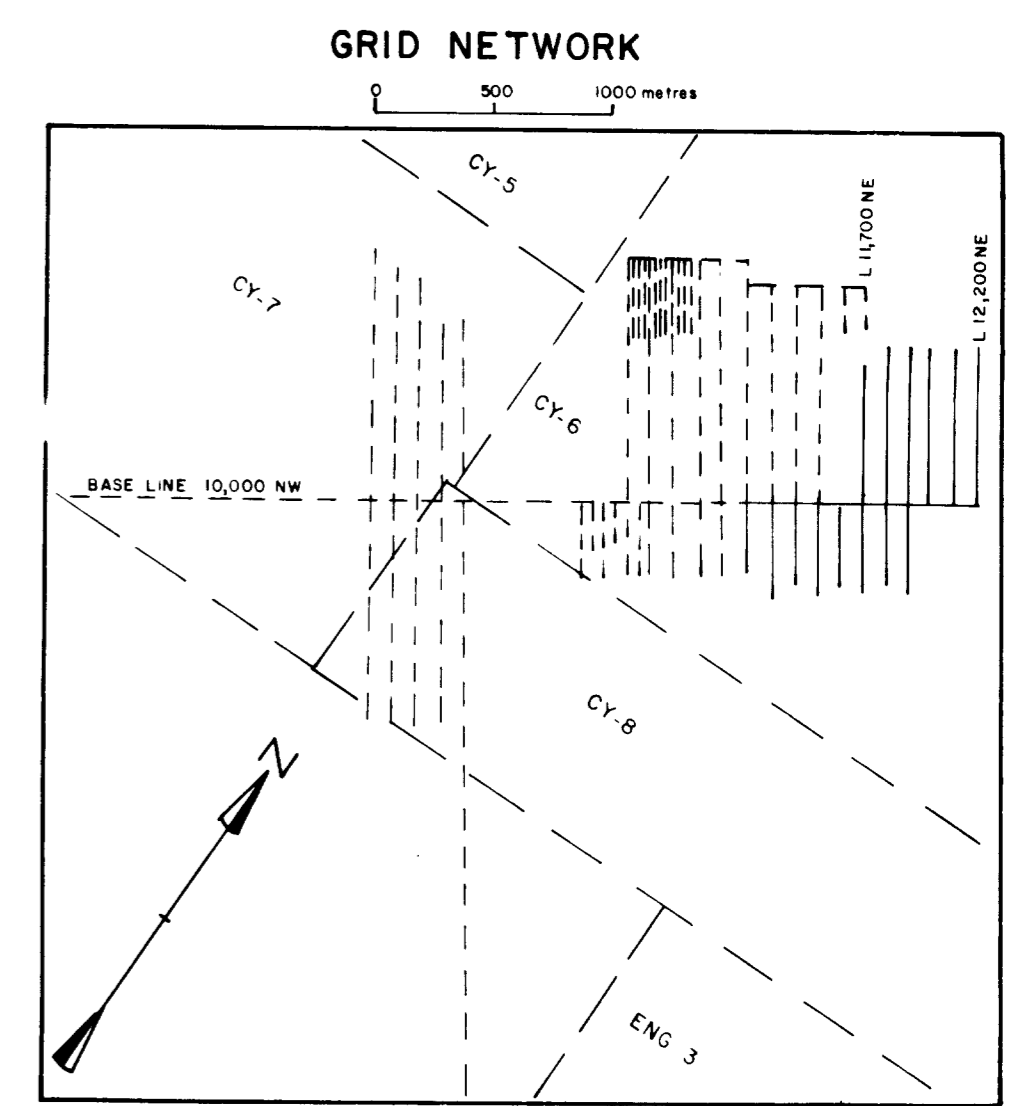 GRID NETWORK
0 500 1000 metres
CY-5
L 11,700 NE
L 12,200 NE
CY-7
CY-6
BASE LINE 10,000 NW
CY-8
N
ENG 3